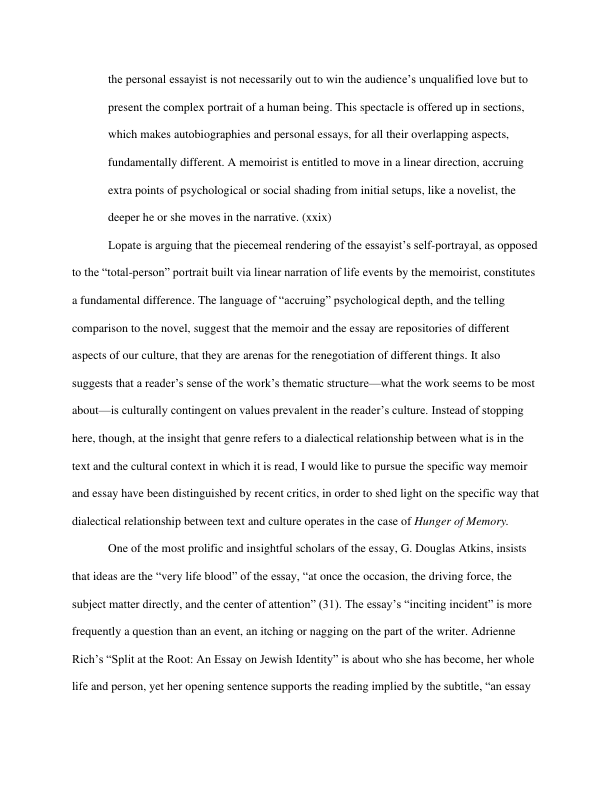 the personal essayist is not necessarily out to win the audience’s unqualified love but to
present the complex portrait of a human being. This spectacle is offered up in sections,
which makes autobiographies and personal essays, for all their overlapping aspects,
fundamentally different. A memoirist is entitled to move in a linear direction, accruing
extra points of psychological or social shading from initial setups, like a novelist, the
deeper he or she moves in the narrative. (xxix)
Lopate is arguing that the piecemeal rendering of the essayist’s self-portrayal, as opposed
to the “total-person” portrait built via linear narration of life events by the memoirist, constitutes
a fundamental difference. The language of “accruing” psychological depth, and the telling
comparison to the novel, suggest that the memoir and the essay are repositories of different
aspects of our culture, that they are arenas for the renegotiation of different things. It also
suggests that a reader’s sense of the work’s thematic structure—what the work seems to be most
about—is culturally contingent on values prevalent in the reader’s culture. Instead of stopping
here, though, at the insight that genre refers to a dialectical relationship between what is in the
text and the cultural context in which it is read, I would like to pursue the specific way memoir
and essay have been distinguished by recent critics, in order to shed light on the specific way that
dialectical relationship between text and culture operates in the case of Hunger of Memory.
One of the most prolific and insightful scholars of the essay, G. Douglas Atkins, insists
that ideas are the “very life blood” of the essay, “at once the occasion, the driving force, the
subject matter directly, and the center of attention” (31). The essay’s “inciting incident” is more
frequently a question than an event, an itching or nagging on the part of the writer. Adrienne
Rich’s “Split at the Root: An Essay on Jewish Identity” is about who she has become, her whole
life and person, yet her opening sentence supports the reading implied by the subtitle, “an essay